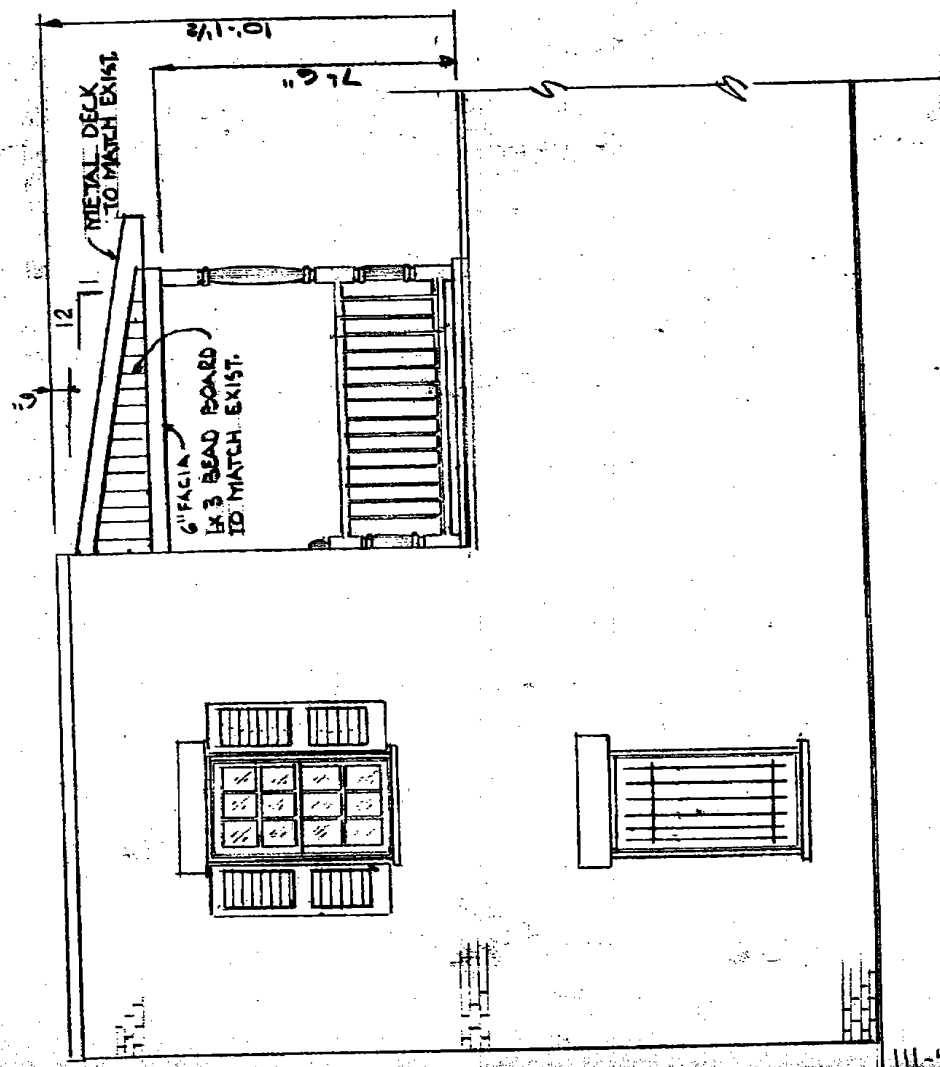 10'-1 1/2
7'-6"
METAL DECK
TO MATCH EXIST.
12
6" FACIA
1x3 BEAD BOARD
TO MATCH EXIST.